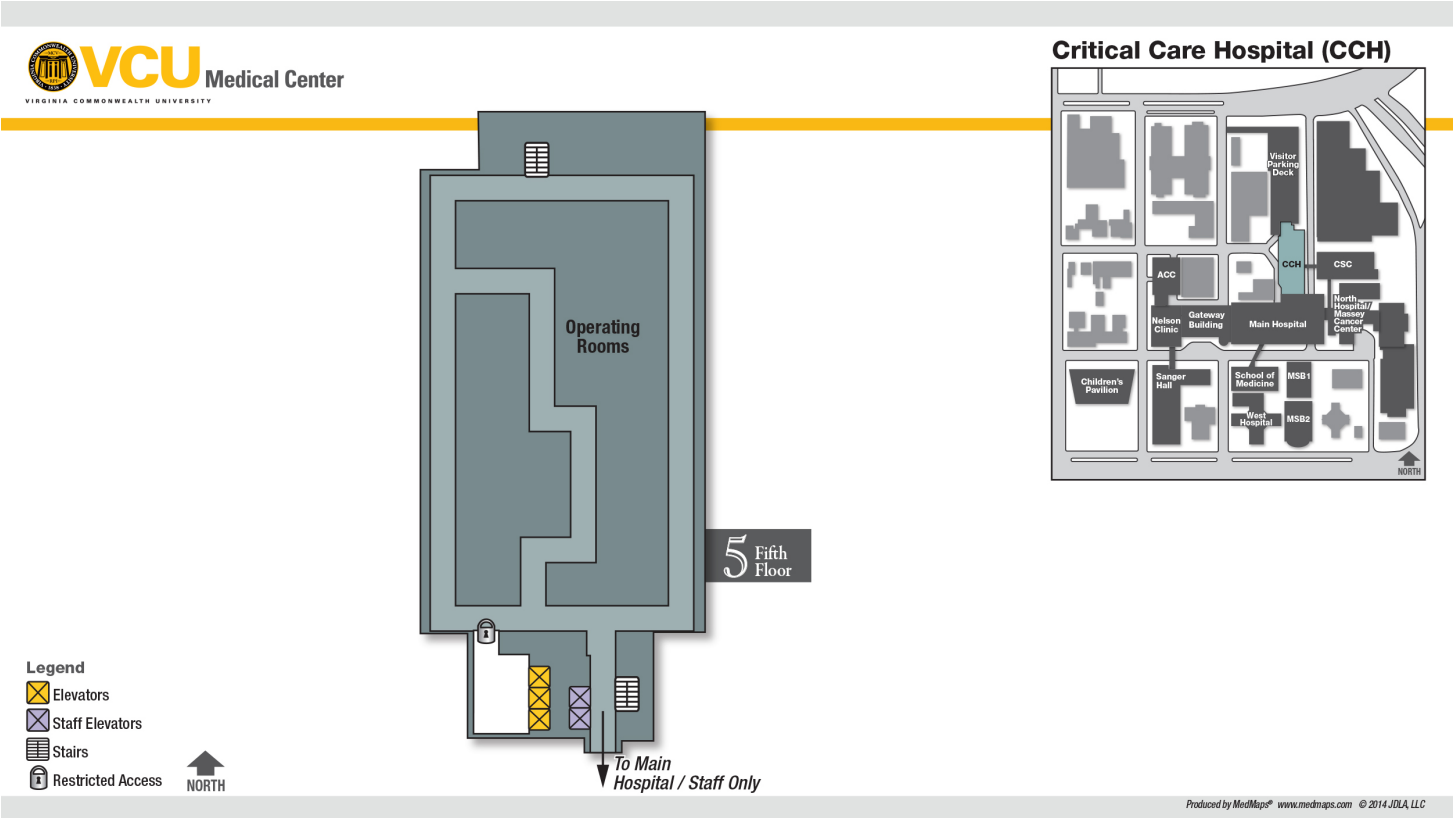 VCU Medical Center
VIRGINIA COMMONWEALTH UNIVERSITY
Critical Care Hospital (CCH)
Visitor
Parking
Deck
CCH
CSC
ACC
North
Hospital/
Massey
Cancer
Center
Nelson
Clinic
Gateway
Building
Main Hospital
Children's
Pavilion
Sanger
Hall
School of
Medicine
MSB1
West
Hospital
MSB2
NORTH
Operating
Rooms
5 Fifth
Floor
Legend
Elevators
Staff Elevators
Stairs
Restricted Access
NORTH
To Main
Hospital / Staff Only
Produced by MedMaps® www.medmaps.com © 2014 JDLA, LLC